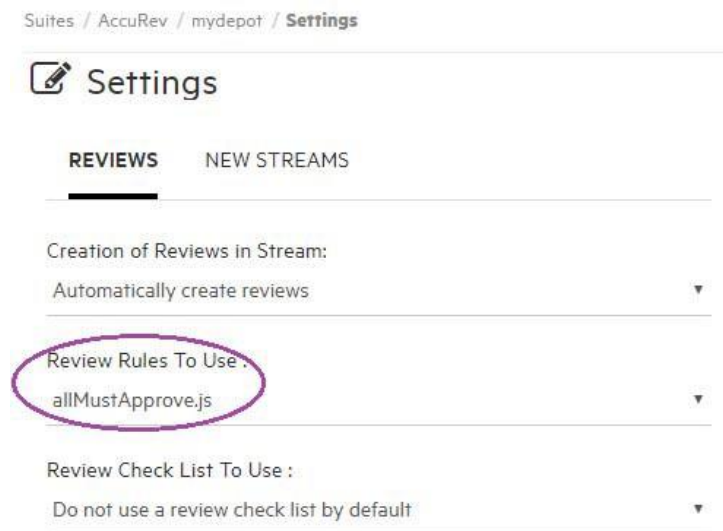 Suites / AccuRev / mydepot / Settings
Settings
REVIEWS NEW STREAMS
Creation of Reviews in Stream:
Automatically create reviews
Review Rules To Use :
allMustApprove.js
Review Check List To Use :
Do not use a review check list by default